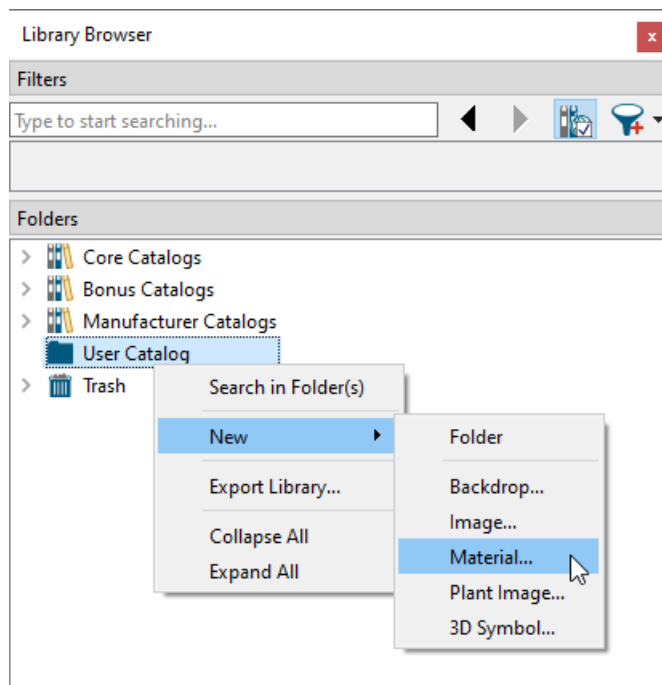 Library Browser
x
Filters
Type to start searching...
Folders
Core Catalogs
Bonus Catalogs
Manufacturer Catalogs
User Catalog
Trash
Search in Folder(s)
New
Export Library...
Collapse All
Expand All
Folder
Backdrop...
Image...
Material...
Plant Image...
3D Symbol...